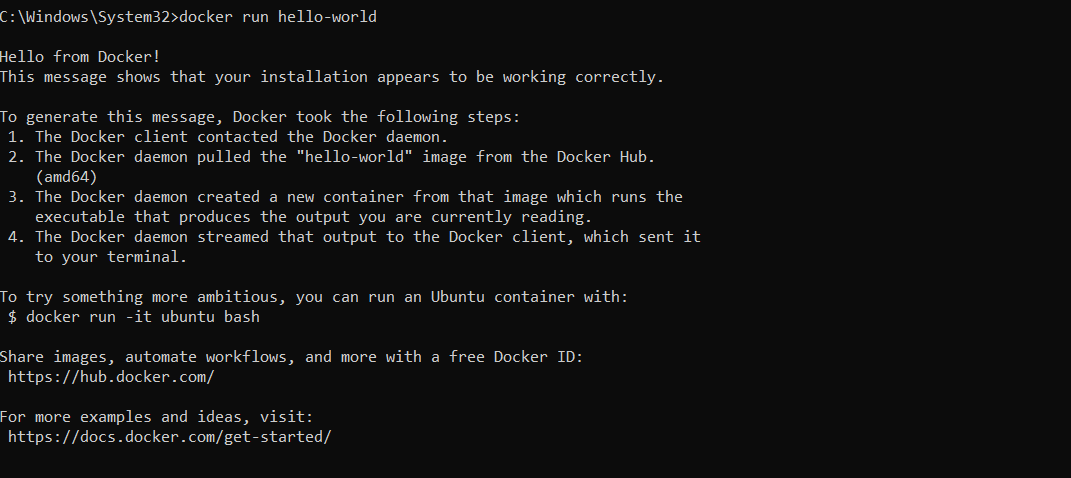 C:\Windows\System32>docker run hello-world
Hello from Docker!
This message shows that your installation appears to be working correctly.
To generate this message, Docker took the following steps:
1. The Docker client contacted the Docker daemon.
2. The Docker daemon pulled the "hello-world" image from the Docker Hub.
(amd64)
3. The Docker daemon created a new container from that image which runs the
executable that produces the output you are currently reading.
4. The Docker daemon streamed that output to the Docker client, which sent it
to your terminal.
To try something more ambitious, you can run an Ubuntu container with:
$ docker run -it ubuntu bash
Share images, automate workflows, and more with a free Docker ID:
https://hub.docker.com/
For more examples and ideas, visit:
https://docs.docker.com/get-started/